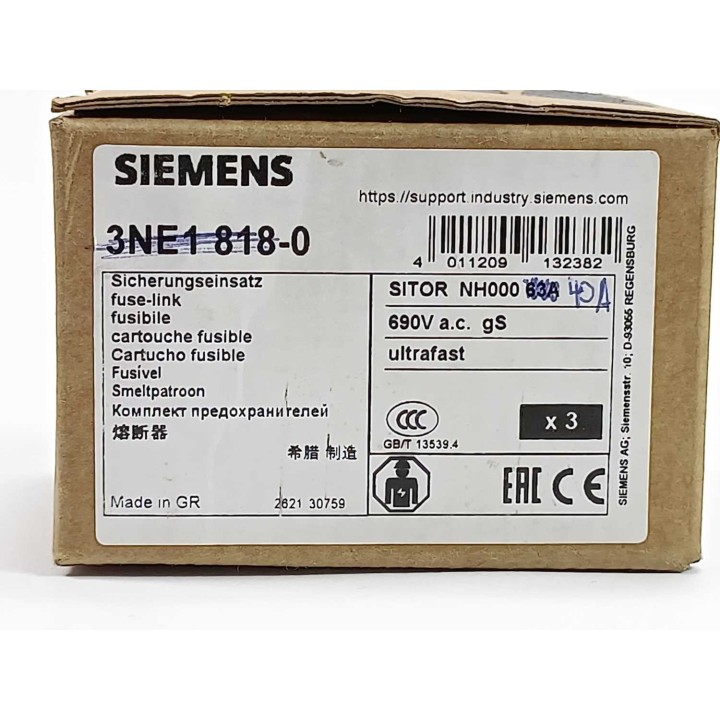 SIEMENS
https://support.industry.siemens.com
3NE1 818-0
4 011209 132382
Sicherungseinsatz
fuse-link
fusibile
cartouche fusible
Cartucho fusible
Fusível
Smeltpatroon
Комплект предохранителей
熔断器
希腊 制造
Made in GR
2621 30759
SITOR NH000 63A 40A
690V a.c. gS
ultrafast
CCC
GB/T 13539.4
x 3
EAC CE
SIEMENS AG; Siemensstr. 10; D-93055 REGENSBURG